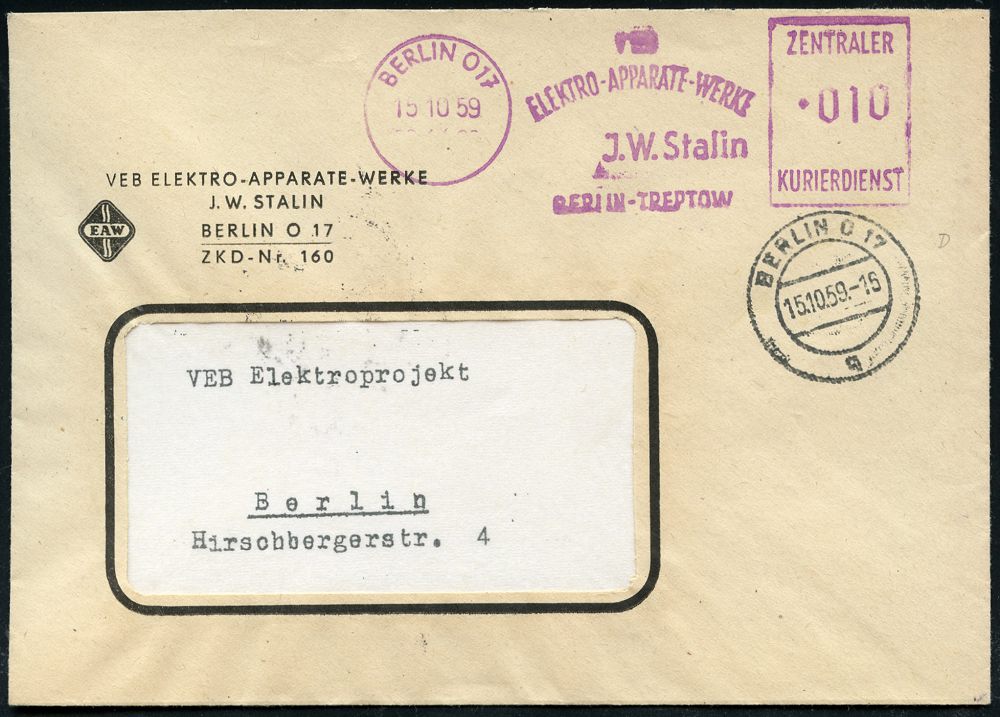 BERLIN O 17
15 10 59
VEB
ELEKTRO-APPARATE-WERKE
J.W. Stalin
BERLIN-TREPTOW
ZENTRALER
·010
KURIERDIENST
VEB ELEKTRO-APPARATE-WERKE
J. W. STALIN
BERLIN O 17
ZKD-Nr. 160
EAW
BERLIN O 17
15.10.59.-16
D
VEB Elektroprojekt
Berlin
Hirschbergerstr. 4